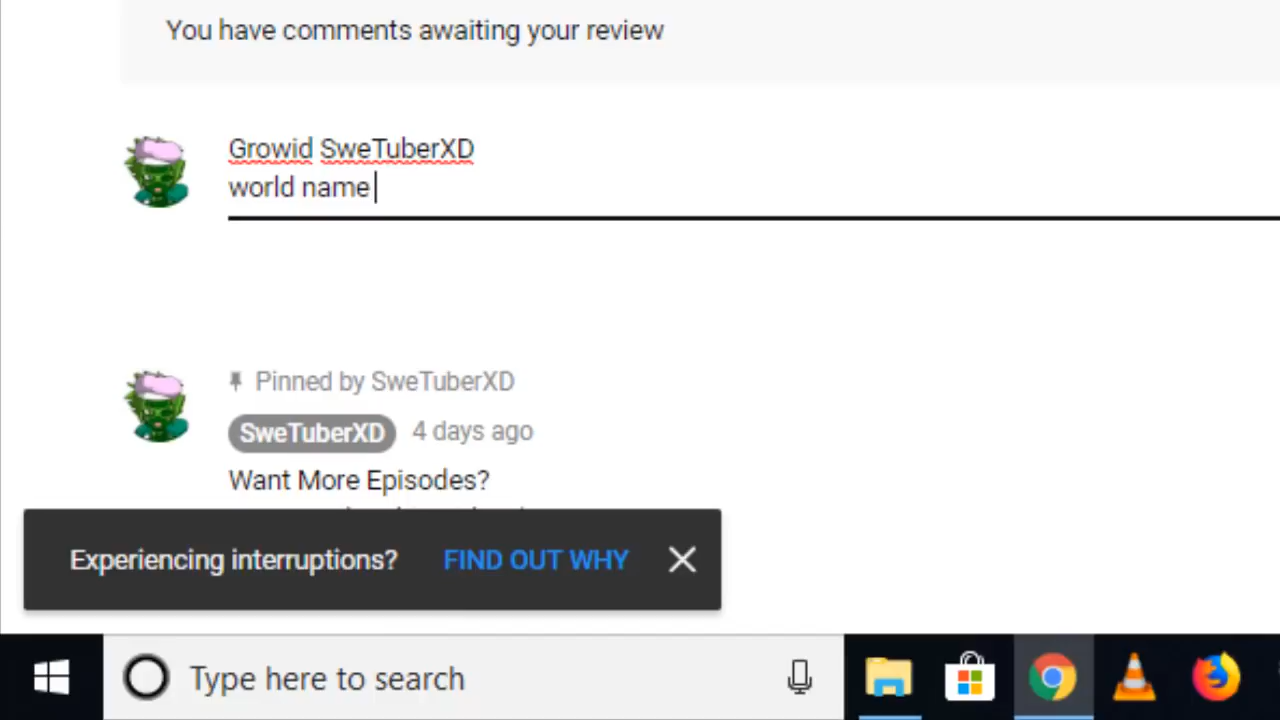 You have comments awaiting your review
Growid SweTuberXD
world name
Pinned by SweTuberXD
SweTuberXD 4 days ago
Want More Episodes?
Experiencing interruptions? FIND OUT WHY
Type here to search